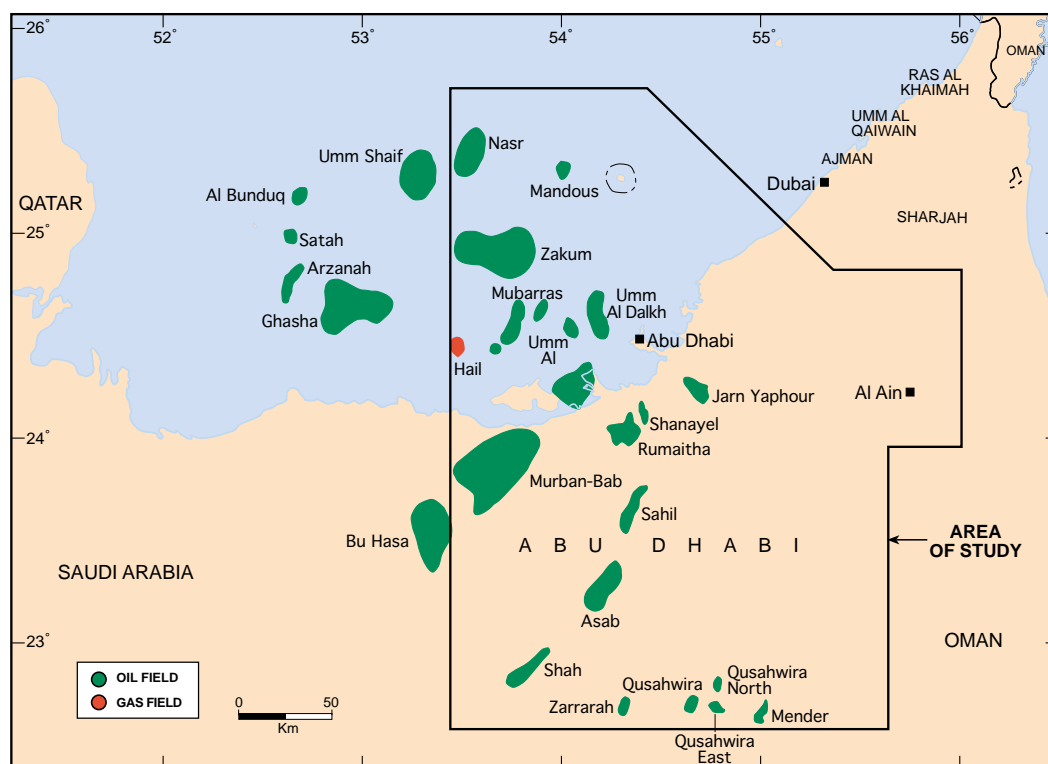 26°
52°
53°
54°
55°
56°
OMAN
RAS AL
KHAIMAH
UMM AL
QAIWAIN
AJMAN
Dubai
SHARJAH
Nasr
Umm Shaif
Mandous
Al Bunduq
QATAR
25°
Satah
Zakum
Arzanah
Ghasha
Mubarras
Umm
Al Dalkh
Umm
Al
Abu Dhabi
Hail
Jarn Yaphour
Al Ain
Shanayel
24°
Rumaitha
Murban-Bab
Sahil
Bu Hasa
ABU DHABI
AREA
OF STUDY
SAUDI ARABIA
Asab
23°
OMAN
Shah
Qusahwira
Qusahwira
North
Zarrarah
Mender
Qusahwira
East
OIL FIELD
GAS FIELD
0 50
Km